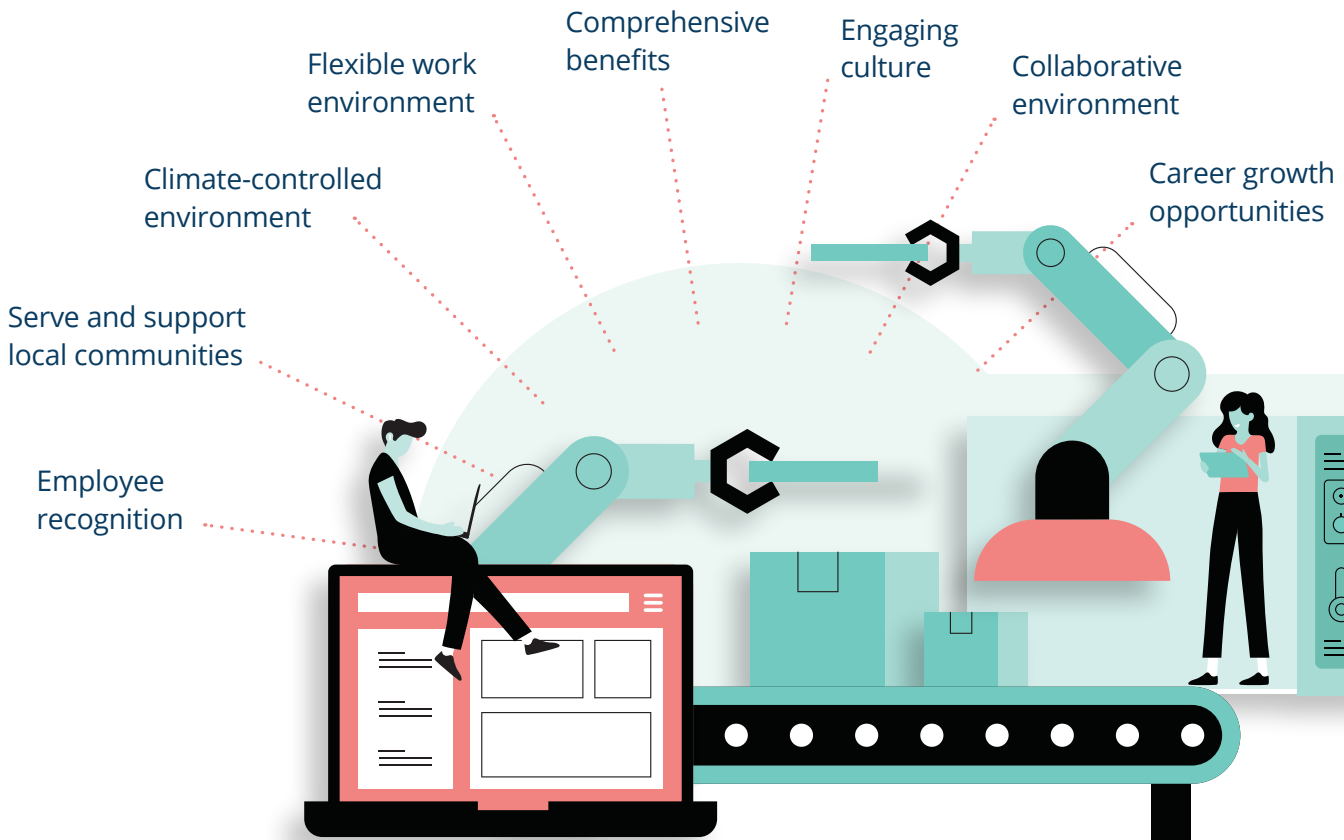 Comprehensive
benefits
Engaging
culture
Flexible work
environment
Collaborative
environment
Climate-controlled
environment
Career growth
opportunities
Serve and support
local communities
Employee
recognition